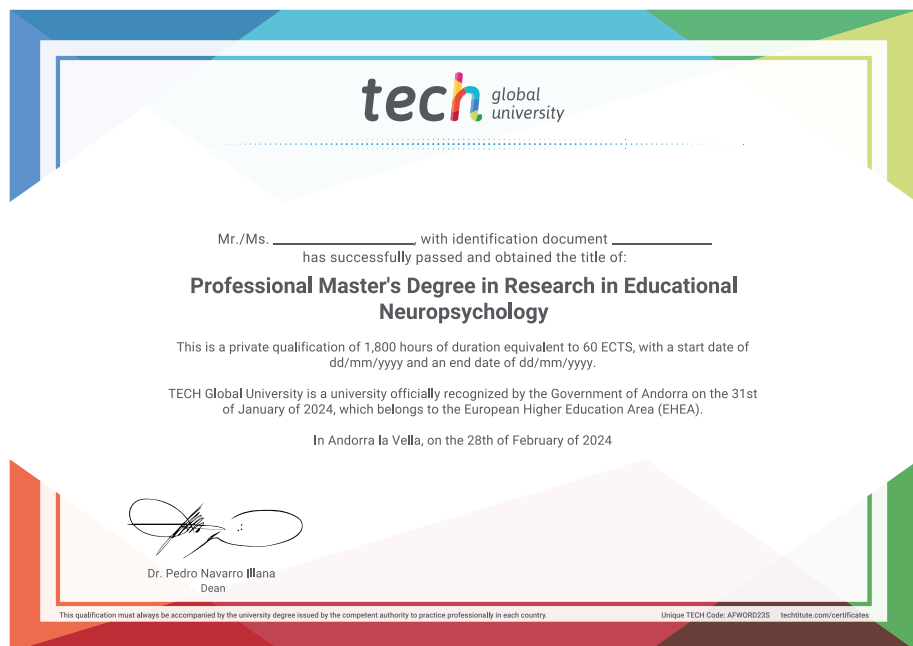 tech global university
Mr./Ms. ____________, with identification document ____________
has successfully passed and obtained the title of:
Professional Master's Degree in Research in Educational
Neuropsychology
This is a private qualification of 1,800 hours of duration equivalent to 60 ECTS, with a start date of
dd/mm/yyyy and an end date of dd/mm/yyyy.
TECH Global University is a university officially recognized by the Government of Andorra on the 31st
of January of 2024, which belongs to the European Higher Education Area (EHEA).
In Andorra la Vella, on the 28th of February of 2024
Dr. Pedro Navarro Illana
Dean
This qualification must always be accompanied by the university degree issued by the competent authority to practice professionally in each country.
Unique TECH Code: AFWORD23S techtitute.com/certificates